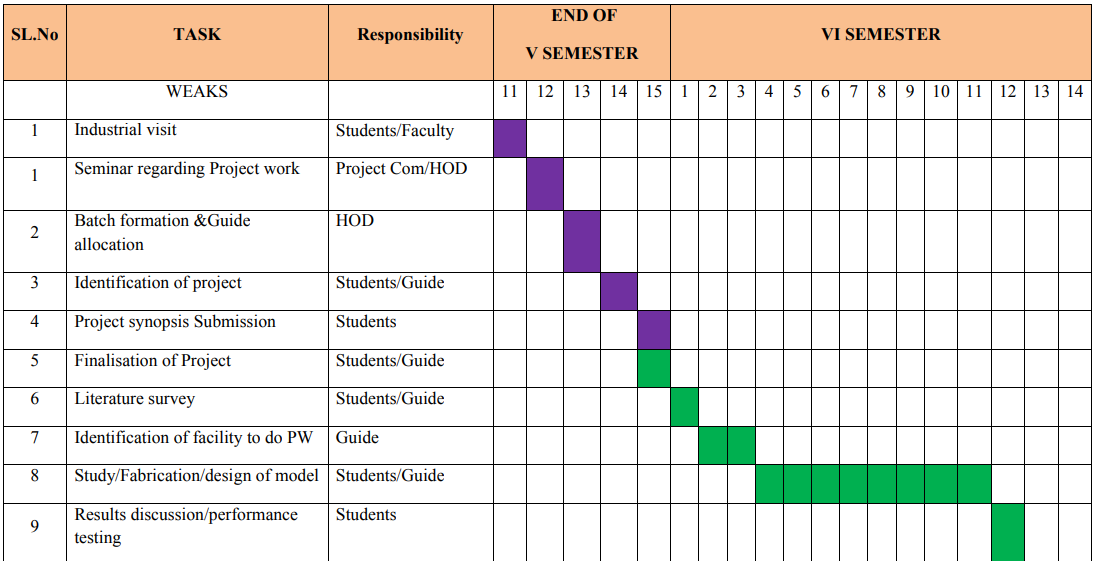 SL.No TASK Responsibility END OF V SEMESTER VI SEMESTER
WEAKS 11 12 13 14 15 1 2 3 4 5 6 7 8 9 10 11 12 13 14
1 Industrial visit Students/Faculty
1 Seminar regarding Project work Project Com/HOD
2 Batch formation &Guide allocation HOD
3 Identification of project Students/Guide
4 Project synopsis Submission Students
5 Finalisation of Project Students/Guide
6 Literature survey Students/Guide
7 Identification of facility to do PW Guide
8 Study/Fabrication/design of model Students/Guide
9 Results discussion/performance testing Students